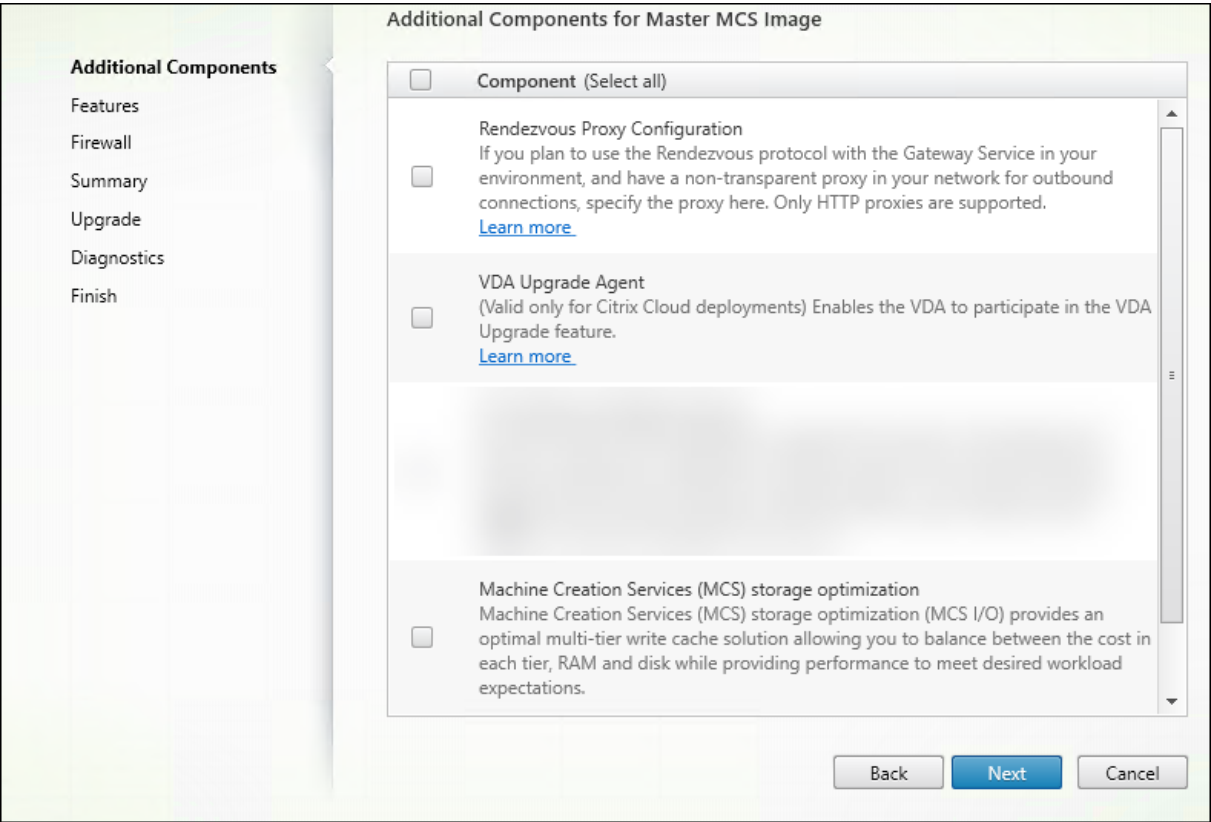 Additional Components for Master MCS Image
Additional Components
Features
Firewall
Summary
Upgrade
Diagnostics
Finish
Component (Select all)
Rendezvous Proxy Configuration
If you plan to use the Rendezvous protocol with the Gateway Service in your
environment, and have a non-transparent proxy in your network for outbound
connections, specify the proxy here. Only HTTP proxies are supported.
Learn more
VDA Upgrade Agent
(Valid only for Citrix Cloud deployments) Enables the VDA to participate in the VDA
Upgrade feature.
Learn more
Machine Creation Services (MCS) storage optimization
Machine Creation Services (MCS) storage optimization (MCS I/O) provides an
optimal multi-tier write cache solution allowing you to balance between the cost in
each tier, RAM and disk while providing performance to meet desired workload
expectations.
Back
Next
Cancel